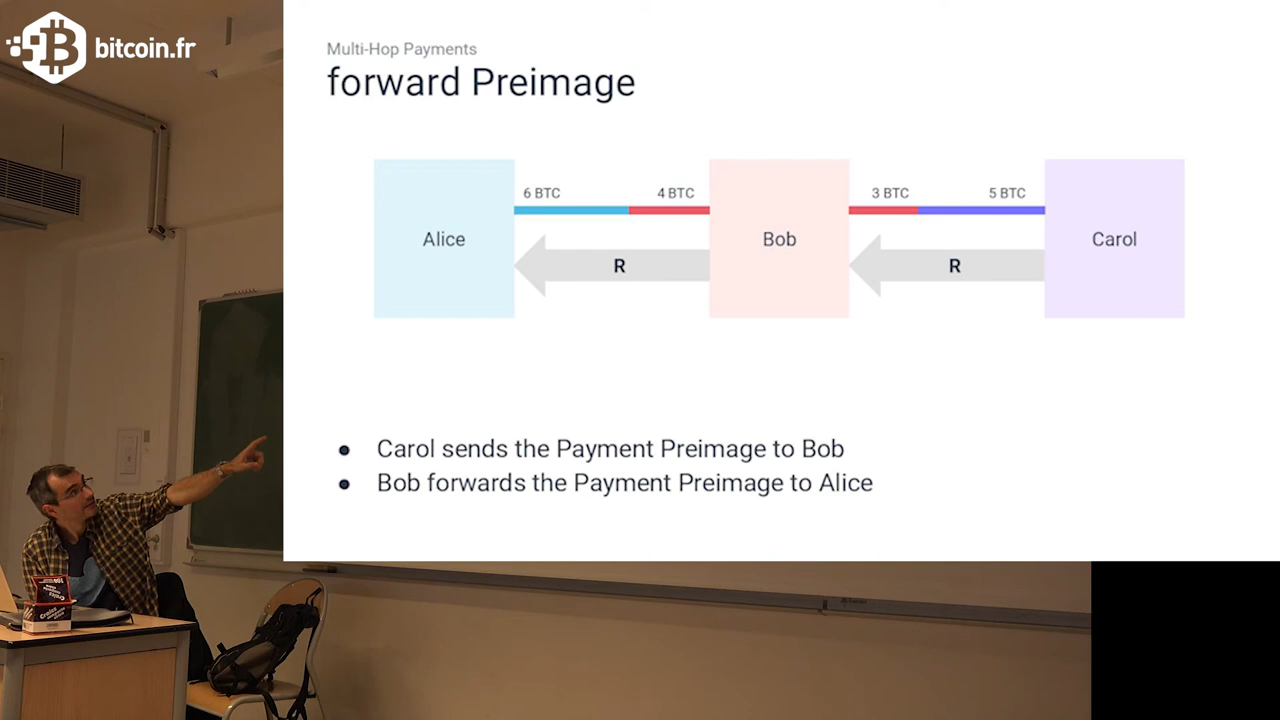 bitcoin.fr
Multi-Hop Payments
forward Preimage
6 BTC 4 BTC 3 BTC 5 BTC
Alice Bob Carol
R R
● Carol sends the Payment Preimage to Bob
● Bob forwards the Payment Preimage to Alice